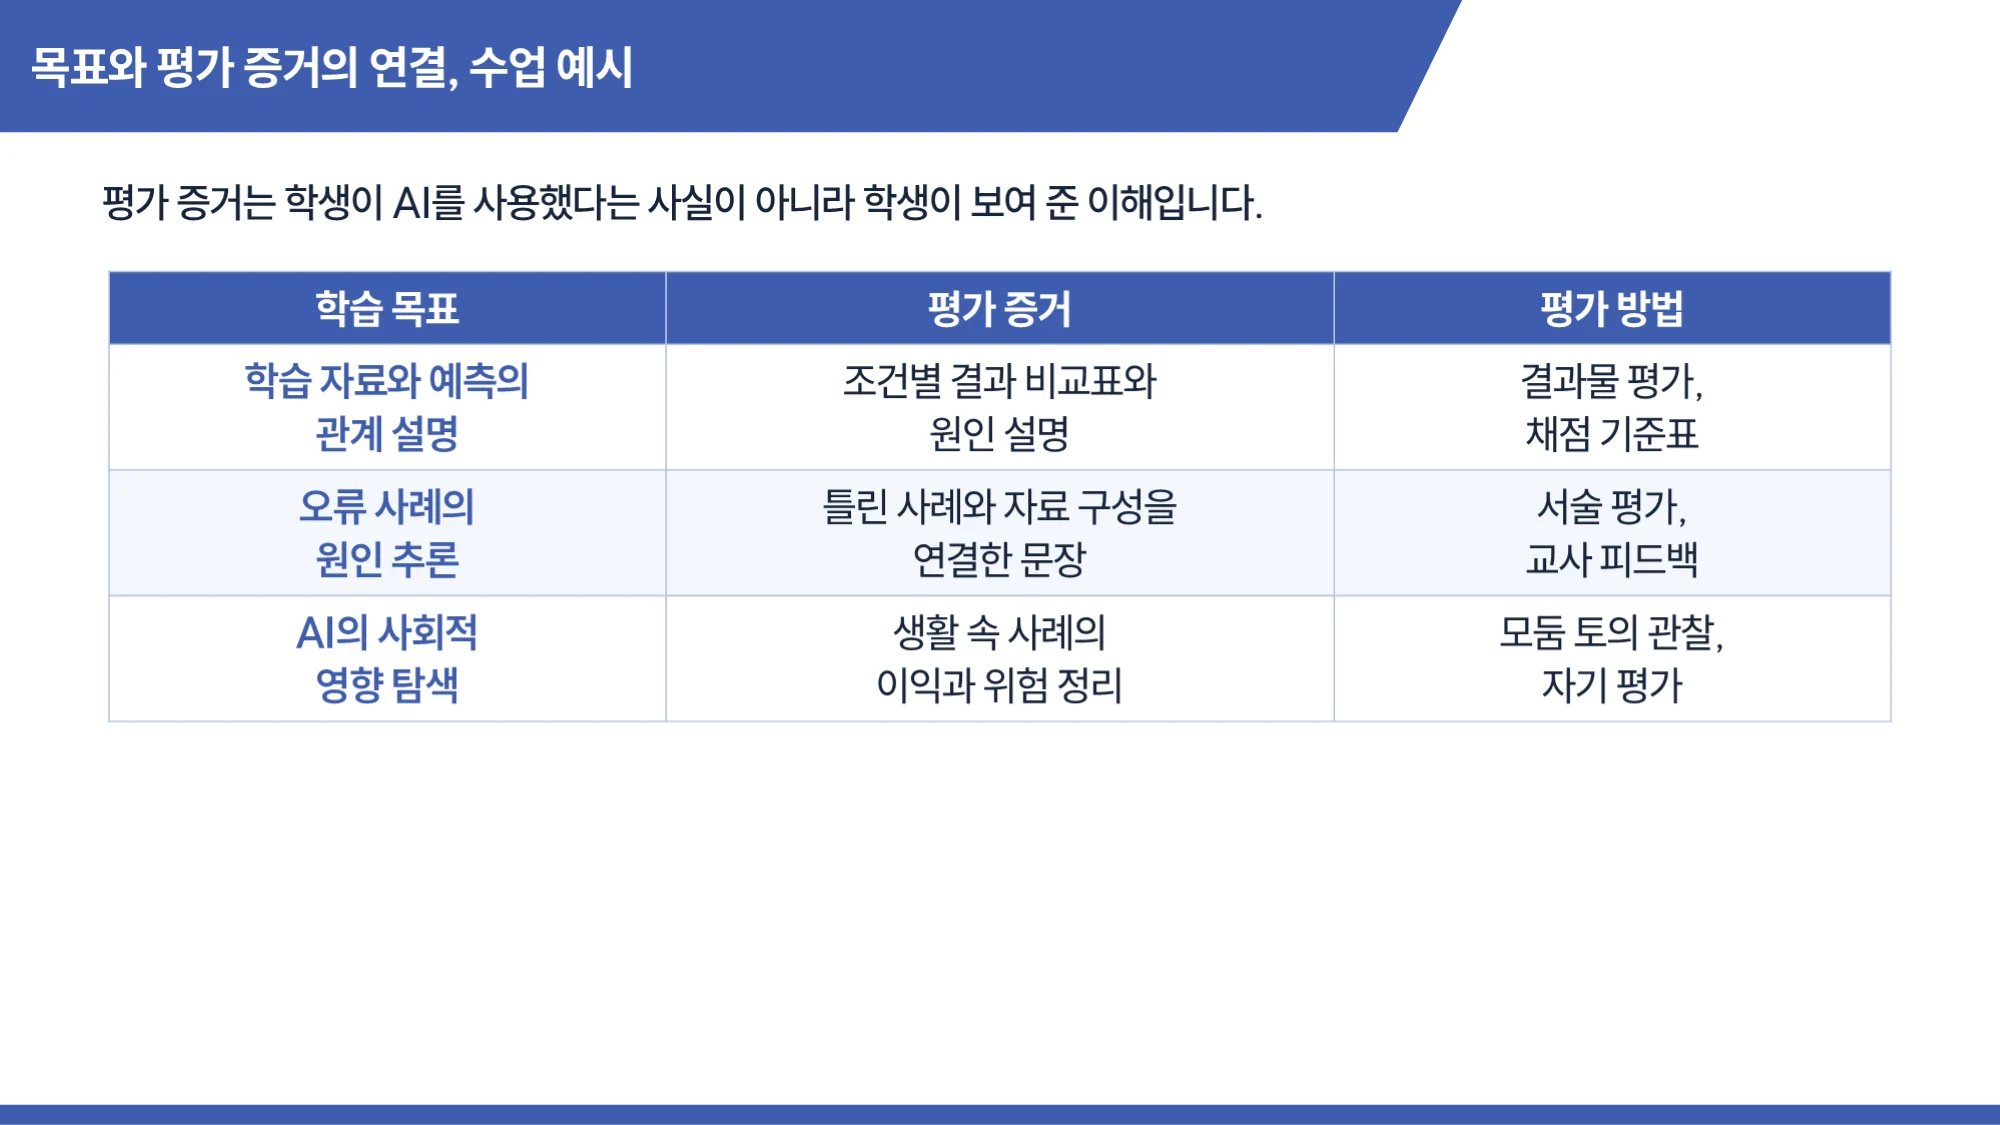 목표와 평가 증거의 연결, 수업 예시
평가 증거는 학생이 AI를 사용했다는 사실이 아니라 학생이 보여 준 이해입니다.
학습 목표
평가 증거
평가 방법
학습 자료와 예측의
관계 설명
조건별 결과 비교표와
원인 설명
결과물 평가,
채점 기준표
오류 사례의
원인 추론
틀린 사례와 자료 구성을
연결한 문장
서술 평가,
교사 피드백
AI의 사회적
영향 탐색
생활 속 사례의
이익과 위험 정리
모둠 토의 관찰,
자기 평가